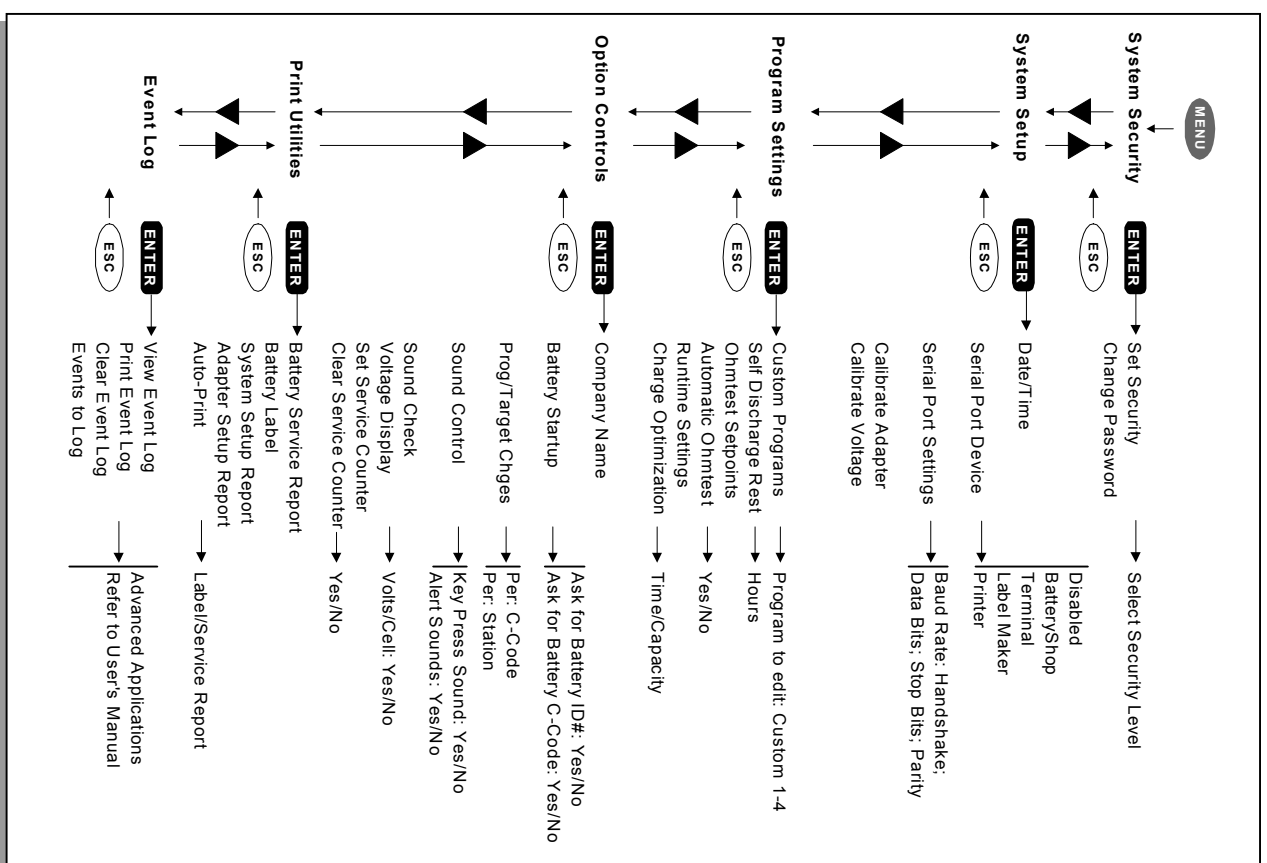 MENU
System Security
ENTER
ESC
Set Security
Change Password
Select Security Level
System Setup
ENTER
ESC
Date/Time
Serial Port Device
Disabled
BatteryShop
Terminal
Label Maker
Printer
Serial Port Settings
Baud Rate: Handshake;
Data Bits; Stop Bits; Parity
Calibrate Adapter
Calibrate Voltage
Program Settings
ENTER
ESC
Custom Programs
Program to edit: Custom 1-4
Self Discharge Rest
Hours
Ohmtest Setpoints
Automatic Ohmtest
Yes/No
Runtime Settings
Charge Optimization
Time/Capacity
Option Controls
ENTER
ESC
Company Name
Battery Startup
Ask for Battery ID#: Yes/No
Ask for Battery C-Code: Yes/No
Prog/Target Chges
Per: C-Code
Per: Station
Sound Control
Key Press Sound: Yes/No
Alert Sounds: Yes/No
Sound Check
Voltage Display
Volts/Cell: Yes/No
Set Service Counter
Clear Service Counter
Yes/No
Print Utilities
ENTER
ESC
Battery Service Report
Battery Label
System Setup Report
Adapter Setup Report
Auto-Print
Label/Service Report
Event Log
ENTER
ESC
View Event Log
Print Event Log
Clear Event Log
Events to Log
Advanced Applications
Refer to User's Manual